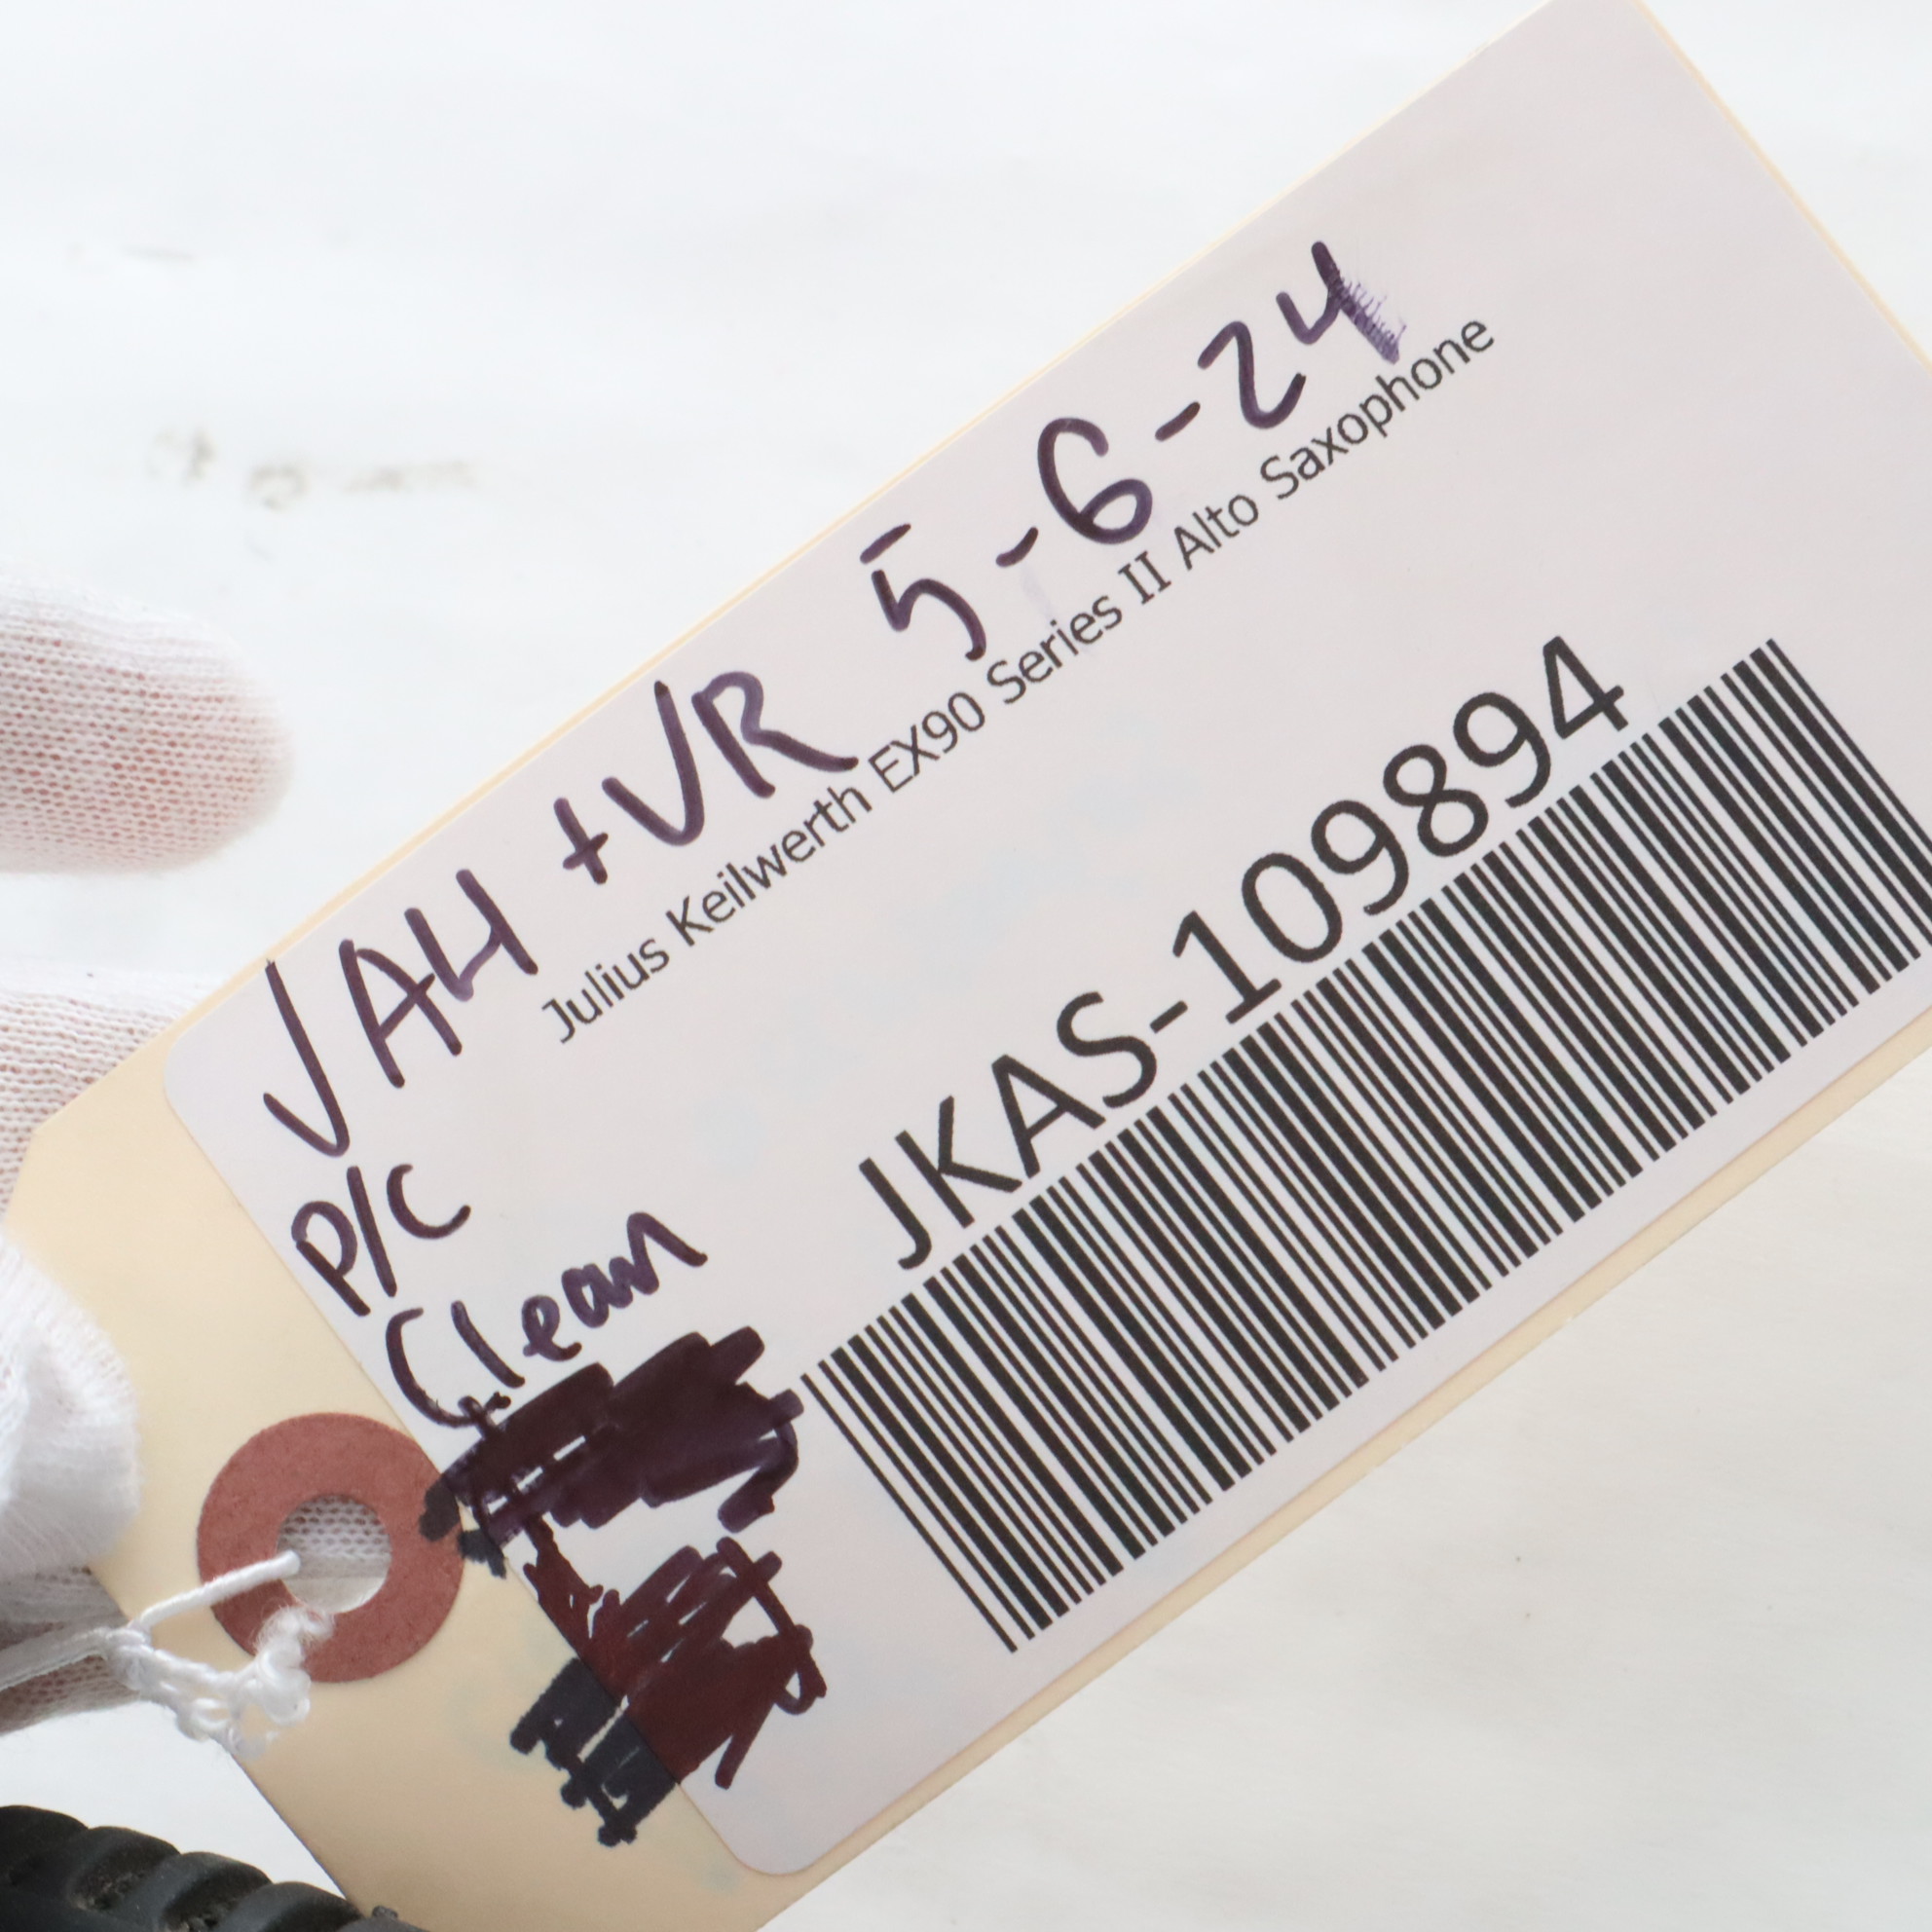 JAH +VR 5-6-24
Julius Keilwerth EX90 Series II Alto Saxophone
P/C
Clean
JKAS-109894